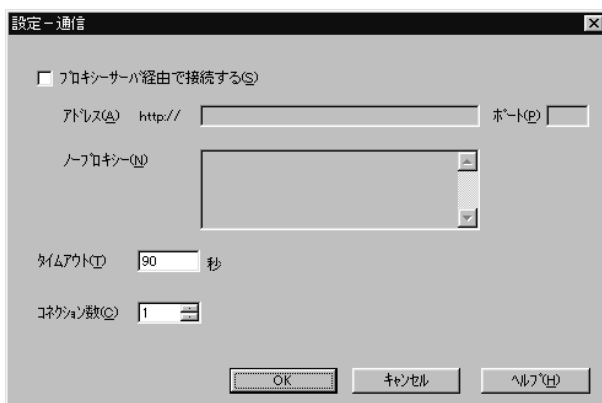 設定－通信
ﾌﾟﾛｷｼｰｻｰﾊﾞ経由で接続する(S)
ｱﾄﾞﾚｽ(A) http:// ﾎﾟｰﾄ(P)
ﾉｰﾌﾟﾛｷｼｰ(N)
ﾀｲﾑｱｳﾄ(T) 90 秒
ｺﾈｸｼｮﾝ数(C) 1
OK ｷｬﾝｾﾙ ﾍﾙﾌﾟ(H)